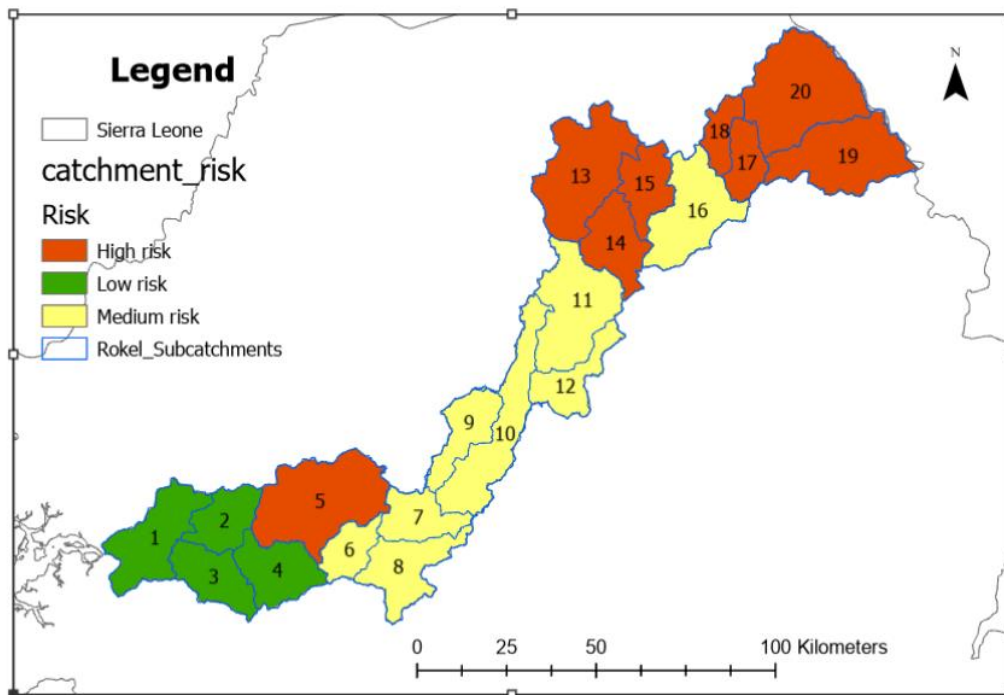 Legend
Sierra Leone
catchment_risk
Risk
High risk
Low risk
Medium risk
Rokel_Subcatchments
N
20
18
17
19
13
15
16
14
11
12
9
10
5
2
7
1
6
8
3
4
0 25 50 100 Kilometers